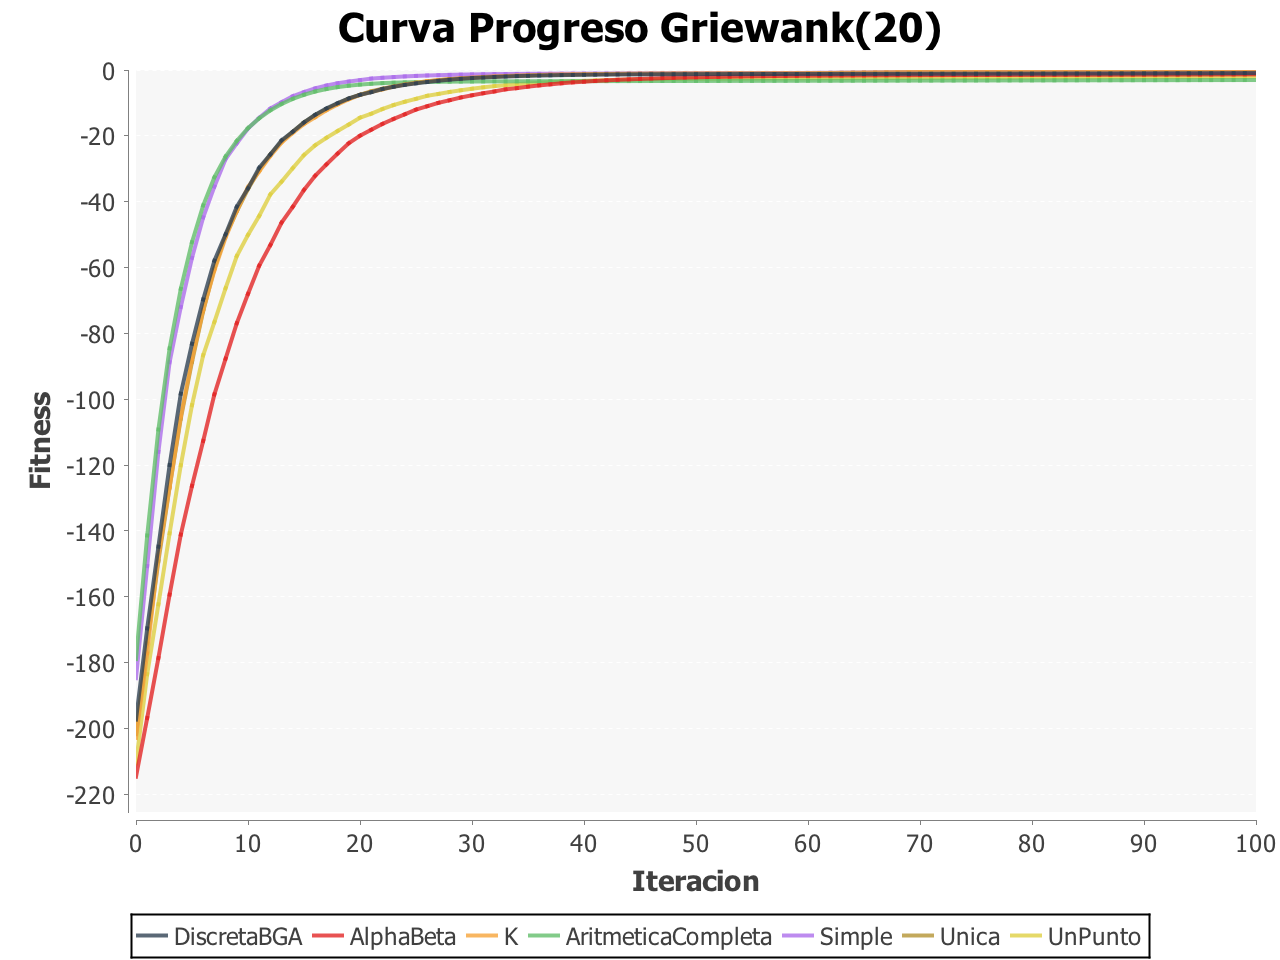 Curva Progreso Griewank(20)
0
-20
-40
-60
-80
-100
-120
-140
-160
-180
-200
-220
Fitness
0 10 20 30 40 50 60 70 80 90 100
Iteracion
DiscretaBGA AlphaBeta K AritmeticaCompleta Simple Unica UnPunto